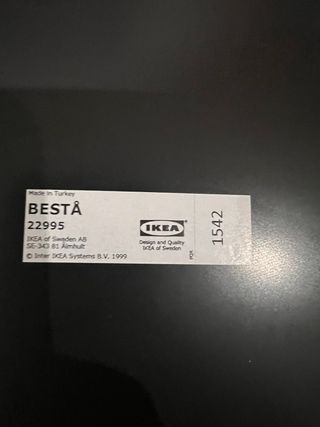 Made in Turkey
BESTÅ
22995
IKEA of Sweden AB
SE-343 81 Älmhult
© Inter IKEA Systems B.V. 1999
IKEA
Design and Quality
IKEA of Sweden
1542